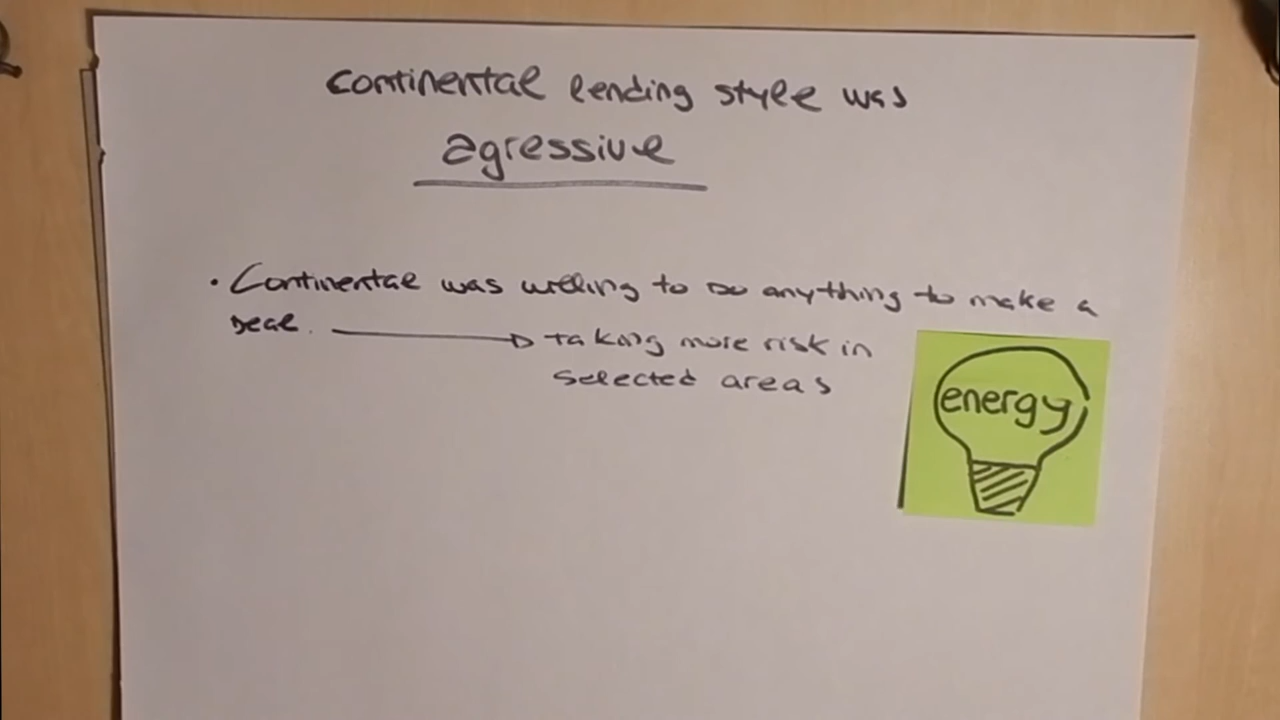 continental lending style was
agressive
• Continental was willing to do anything to make a
deal. → taking more risk in
selected areas
energy